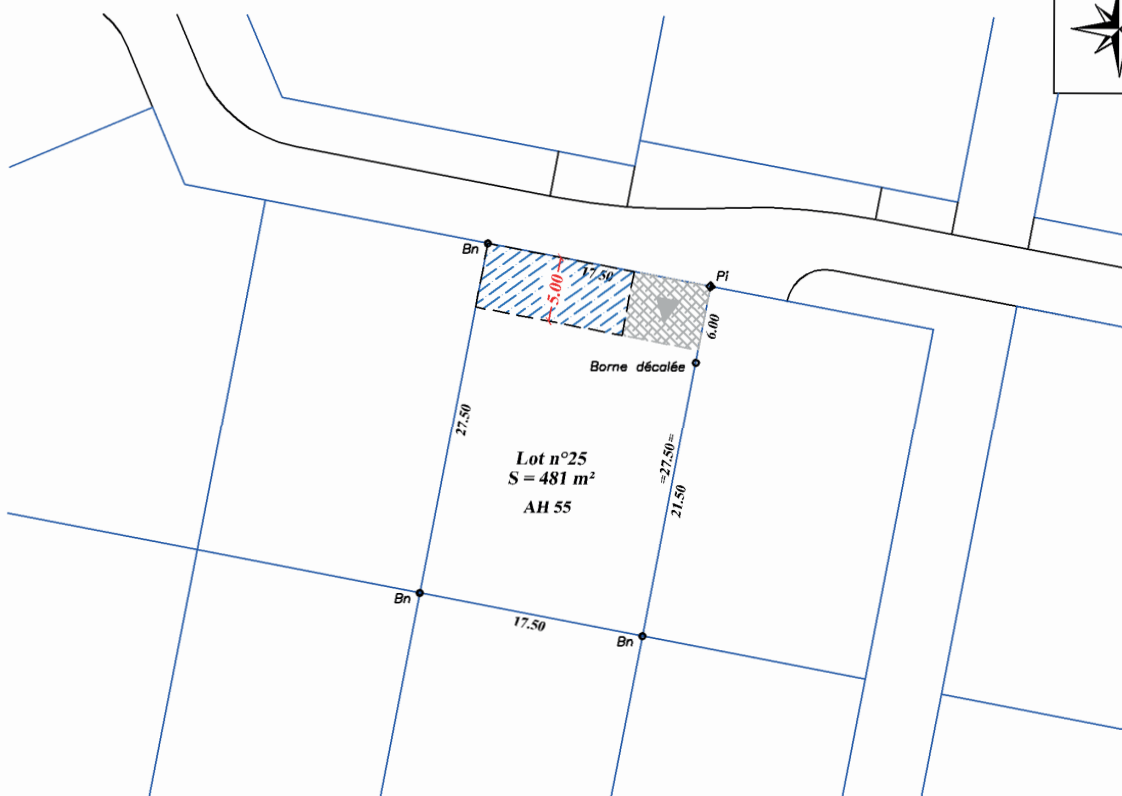 Bn
17.50
Pi
5.00
6.00
Borne décalée
27.50
=27.50=
Lot n°25
S = 481 m²
21.50
AH 55
Bn
17.50
Bn